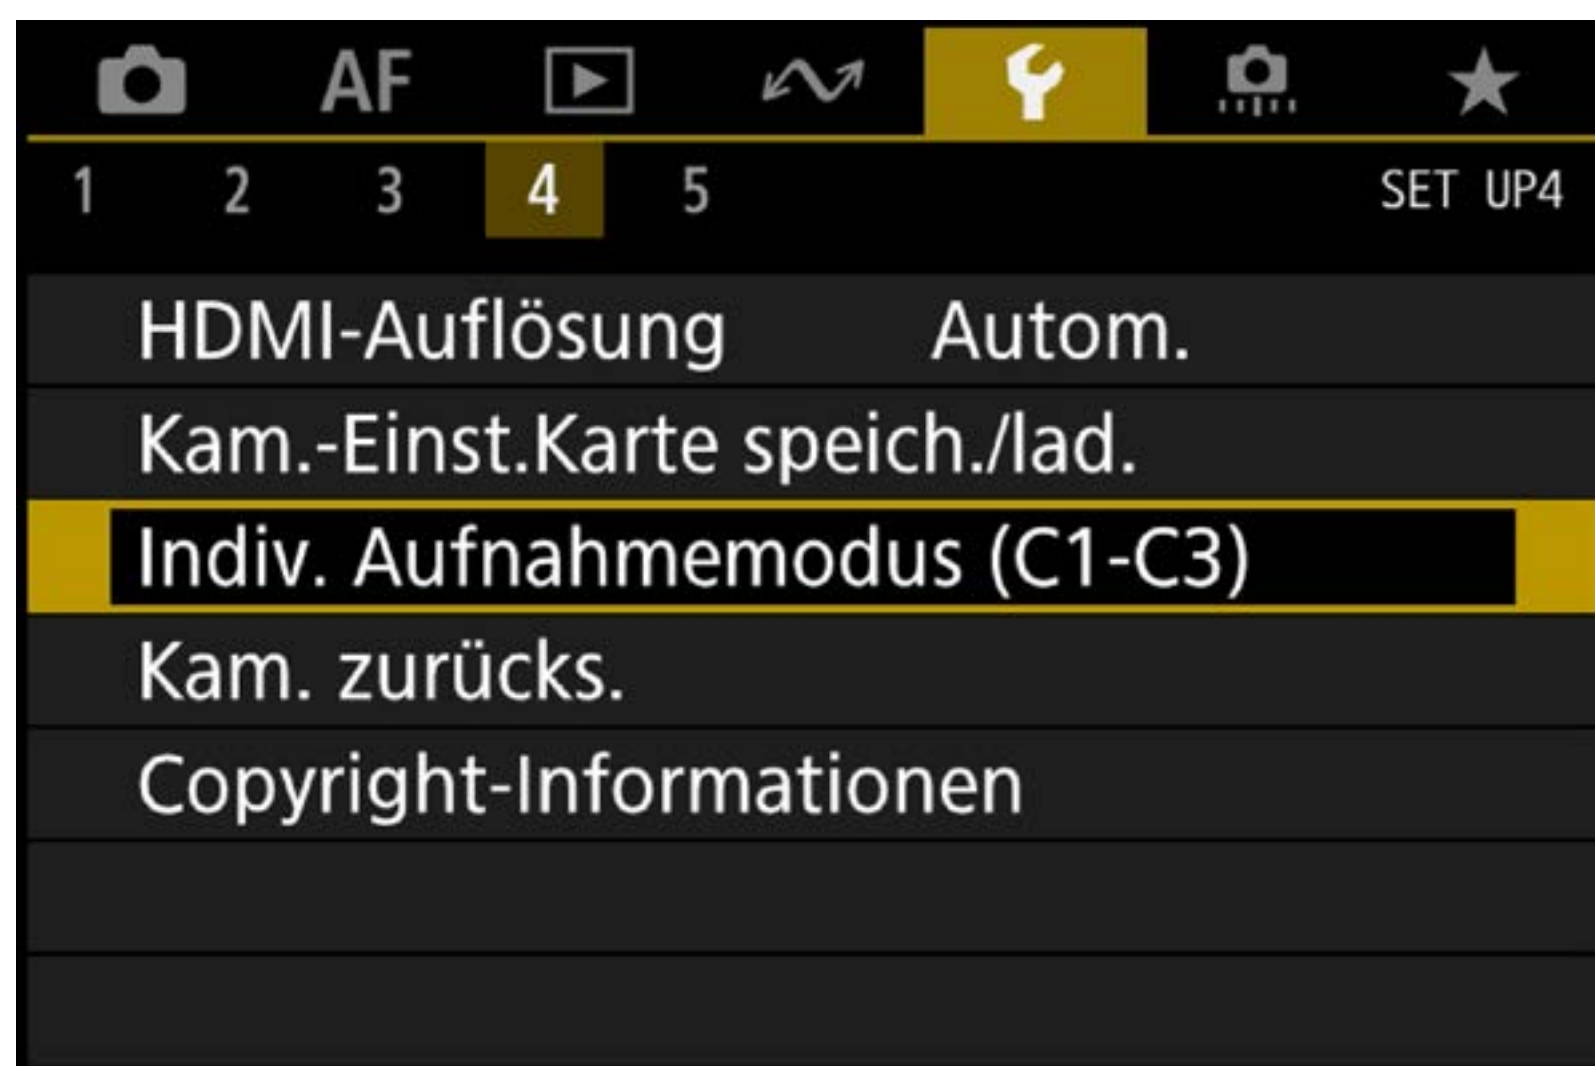 AF
1 2 3 4 5 SET UP4
HDMI-Auflösung Autom.
Kam.-Einst.Karte speich./lad.
Indiv. Aufnahmemodus (C1-C3)
Kam. zurücks.
Copyright-Informationen